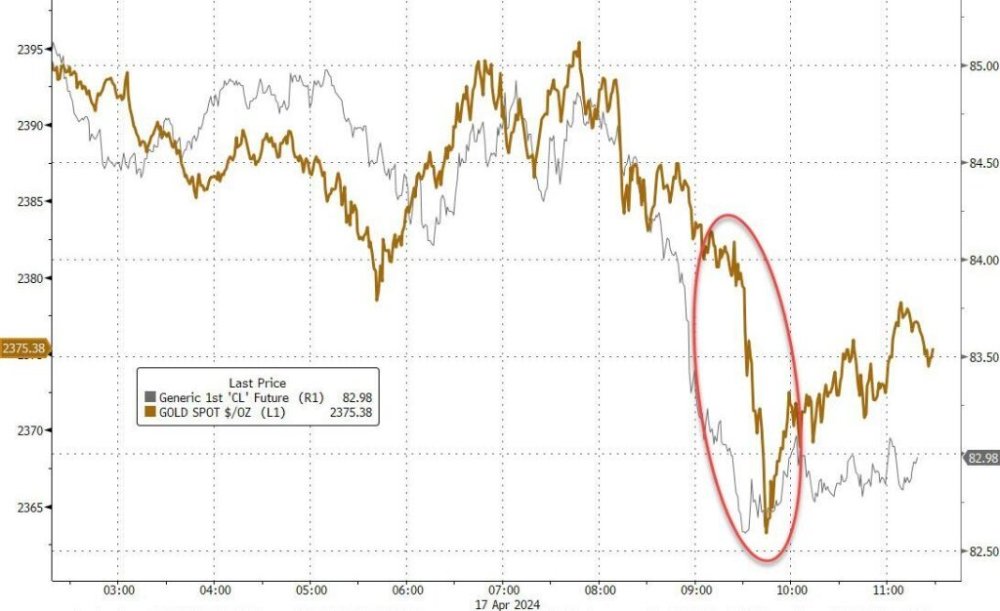 2395
2390
2385
2380
2375.38
2370
2365
85.00
84.50
84.00
83.50
82.98
82.50
Last Price
Generic 1st 'CL' Future (R1) 82.98
GOLD SPOT $/OZ (L1) 2375.38
03:00 04:00 05:00 06:00 07:00 08:00 09:00 10:00 11:00
17 Apr 2024